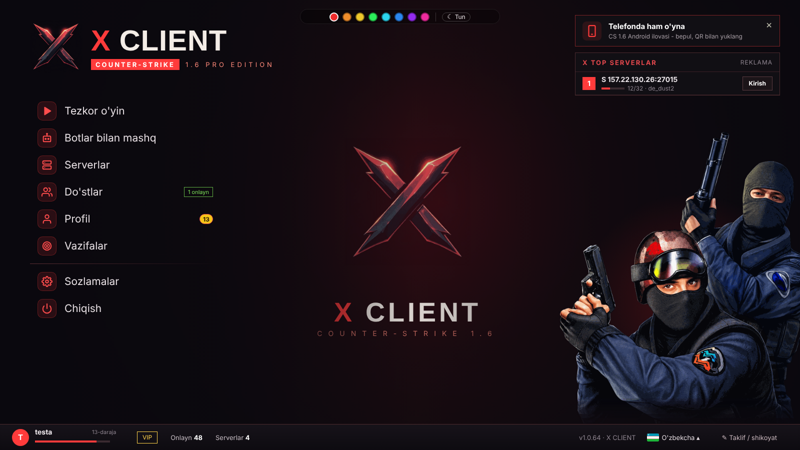 X CLIENT
COUNTER-STRIKE 1.6 PRO EDITION
Tun
Telefonda ham o'yna
CS 1.6 Android ilovasi - bepul, QR bilan yuklang
X TOP SERVERLAR REKLAMA
1 S 157.22.130.26:27015
12/32 · de_dust2
Kirish
Tezkor o'yin
Botlar bilan mashq
Serverlar
Do'stlar 1 onlayn
Profil 13
Vazifalar
Sozlamalar
Chiqish
X CLIENT
COUNTER-STRIKE 1.6
T testa 13-daraja
VIP
Onlayn 48
Serverlar 4
v1.0.64 · X CLIENT
O'zbekcha
Taklif / shikoyat